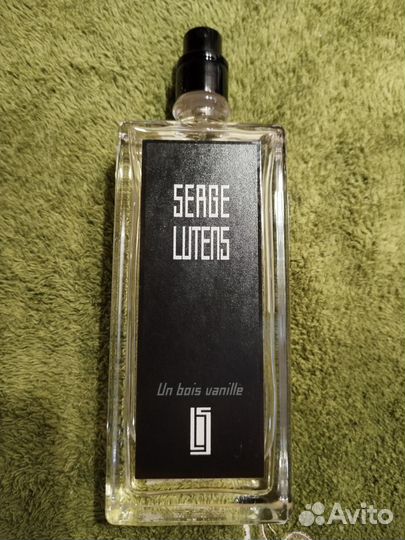 SERGE
LUTENS
Un bois vanille
Avito